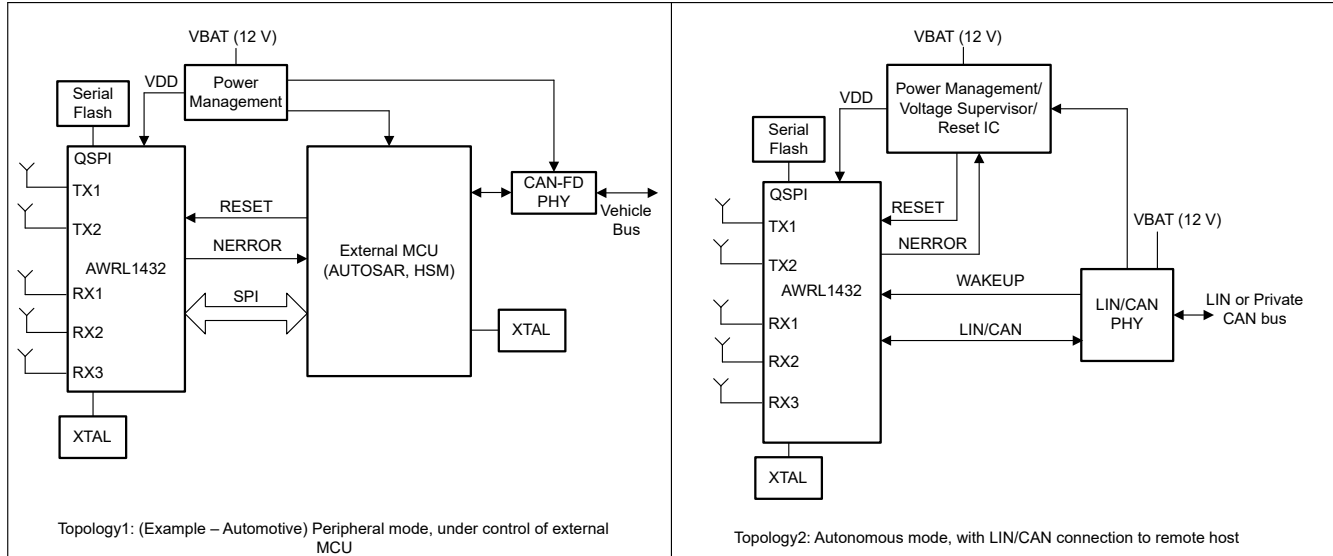 VBAT (12 V)
VDD
Power
Management
Serial
Flash
QSPI
TX1
TX2
AWRL1432
RX1
RX2
RX3
XTAL
RESET
NERROR
SPI
External MCU
(AUTOSAR, HSM)
CAN-FD
PHY
Vehicle
Bus
XTAL
Topology1: (Example – Automotive) Peripheral mode, under control of external
MCU
VBAT (12 V)
Power Management/
Voltage Supervisor/
Reset IC
VDD
Serial
Flash
QSPI
TX1
TX2
AWRL1432
RX1
RX2
RX3
XTAL
RESET
NERROR
WAKEUP
LIN/CAN
VBAT (12 V)
LIN/CAN
PHY
LIN or Private
CAN bus
Topology2: Autonomous mode, with LIN/CAN connection to remote host